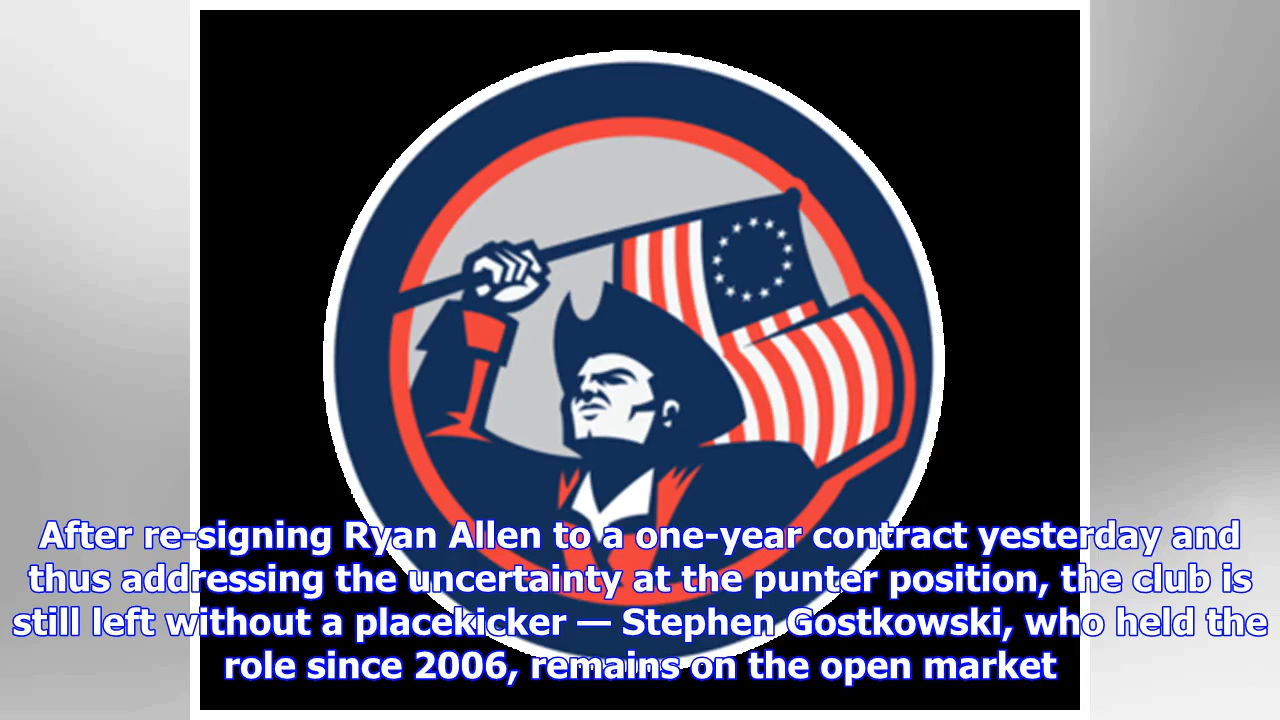 After re-signing Ryan Allen to a one-year contract yesterday and
thus addressing the uncertainty at the punter position, the club is
still left without a placekicker — Stephen Gostkowski, who held the
role since 2006, remains on the open market